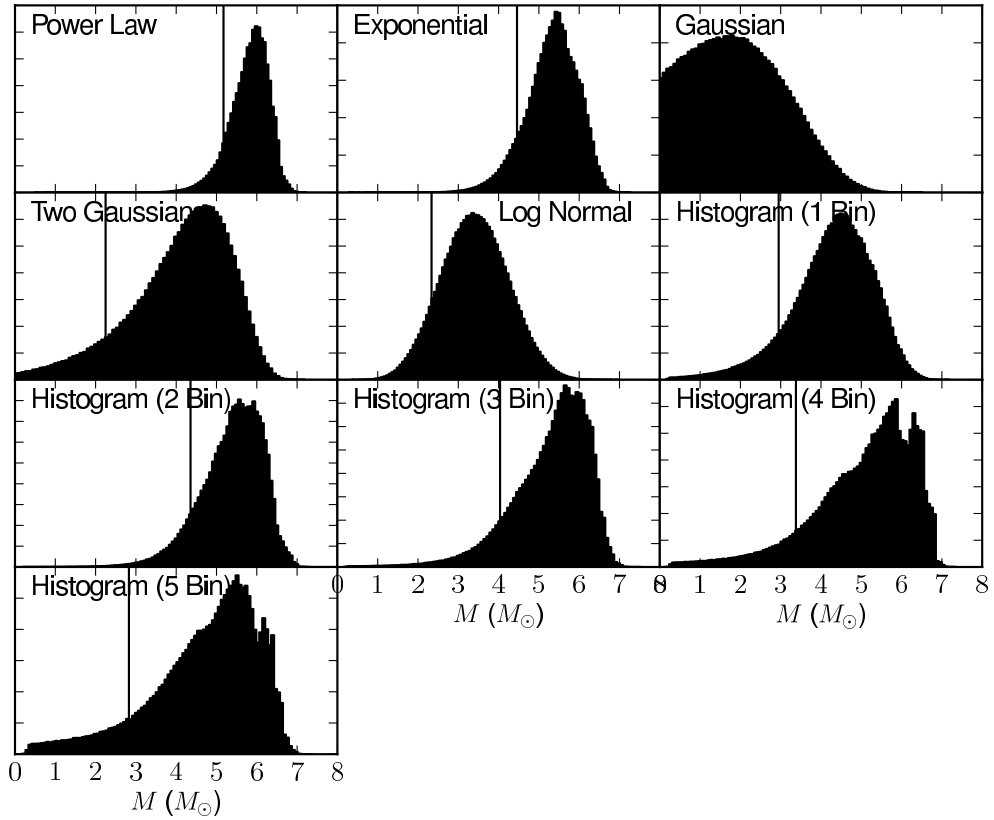 Power Law
Exponential
Gaussian
Two Gaussian
Log Normal
Histogram (1 Bin)
Histogram (2 Bin)
Histogram (3 Bin)
Histogram (4 Bin)
0 1 2 3 4 5 6 7 8
M (M⊙)
0 1 2 3 4 5 6 7 8
M (M⊙)
Histogram (5 Bin)
0 1 2 3 4 5 6 7 8
M (M⊙)